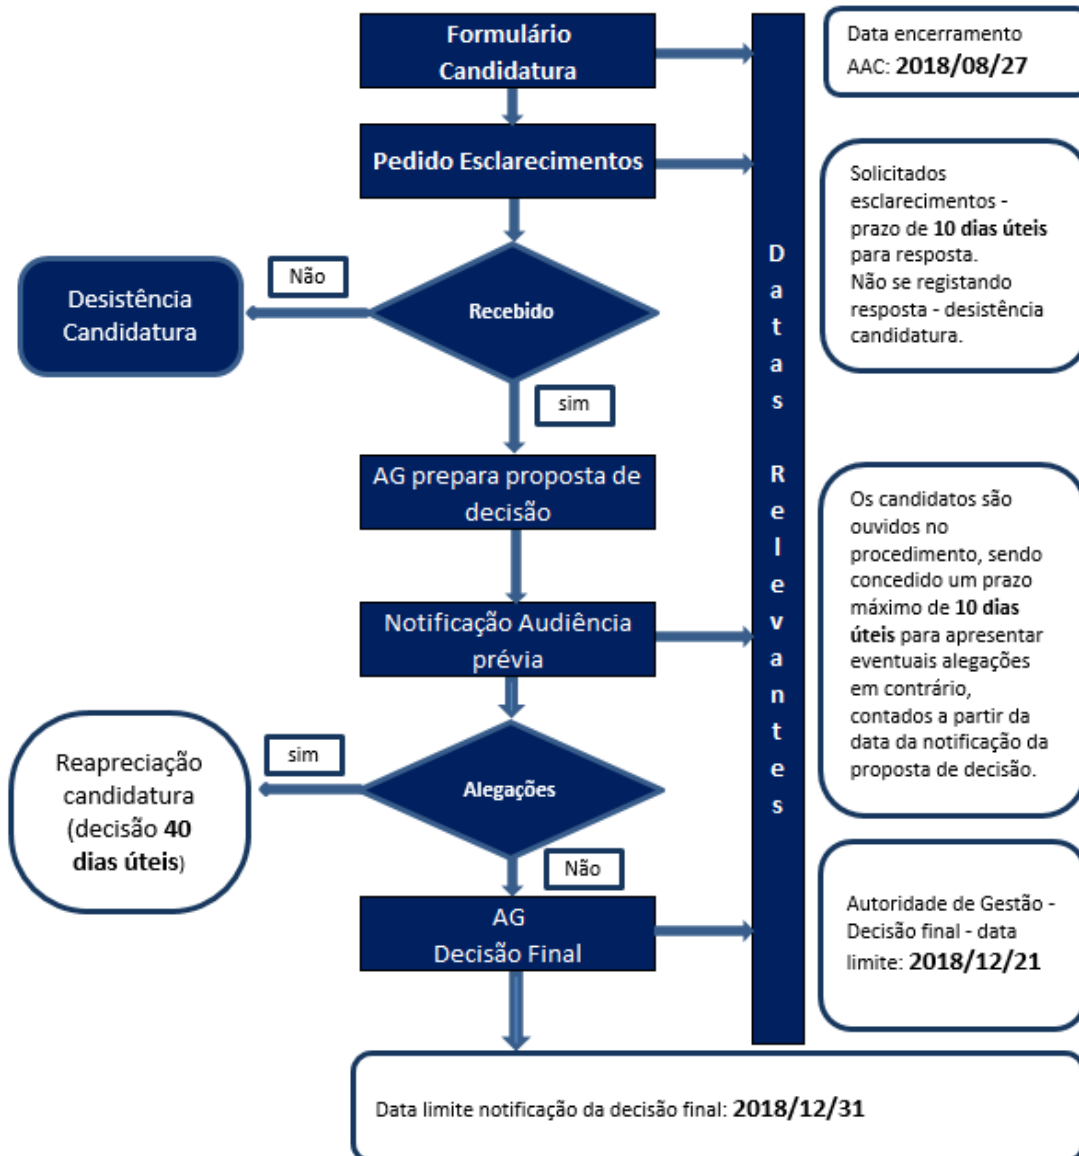 Formulário
Candidatura
Data encerramento
AAC: 2018/08/27
Pedido Esclarecimentos
Solicitados
esclarecimentos -
prazo de 10 dias úteis
para resposta.
Não se registando
resposta - desistência
candidatura.
Não
Desistência
Candidatura
Recebido
sim
Datas Relevantes
AG prepara proposta de
decisão
Os candidatos são
ouvidos no
procedimento, sendo
concedido um prazo
máximo de 10 dias
úteis para apresentar
eventuais alegações
em contrário,
contados a partir da
data da notificação da
proposta de decisão.
Notificação Audiência
prévia
sim
Reapreciação
candidatura
(decisão 40
dias úteis)
Alegações
Não
AG
Decisão Final
Autoridade de Gestão -
Decisão final - data
limite: 2018/12/21
Data limite notificação da decisão final: 2018/12/31